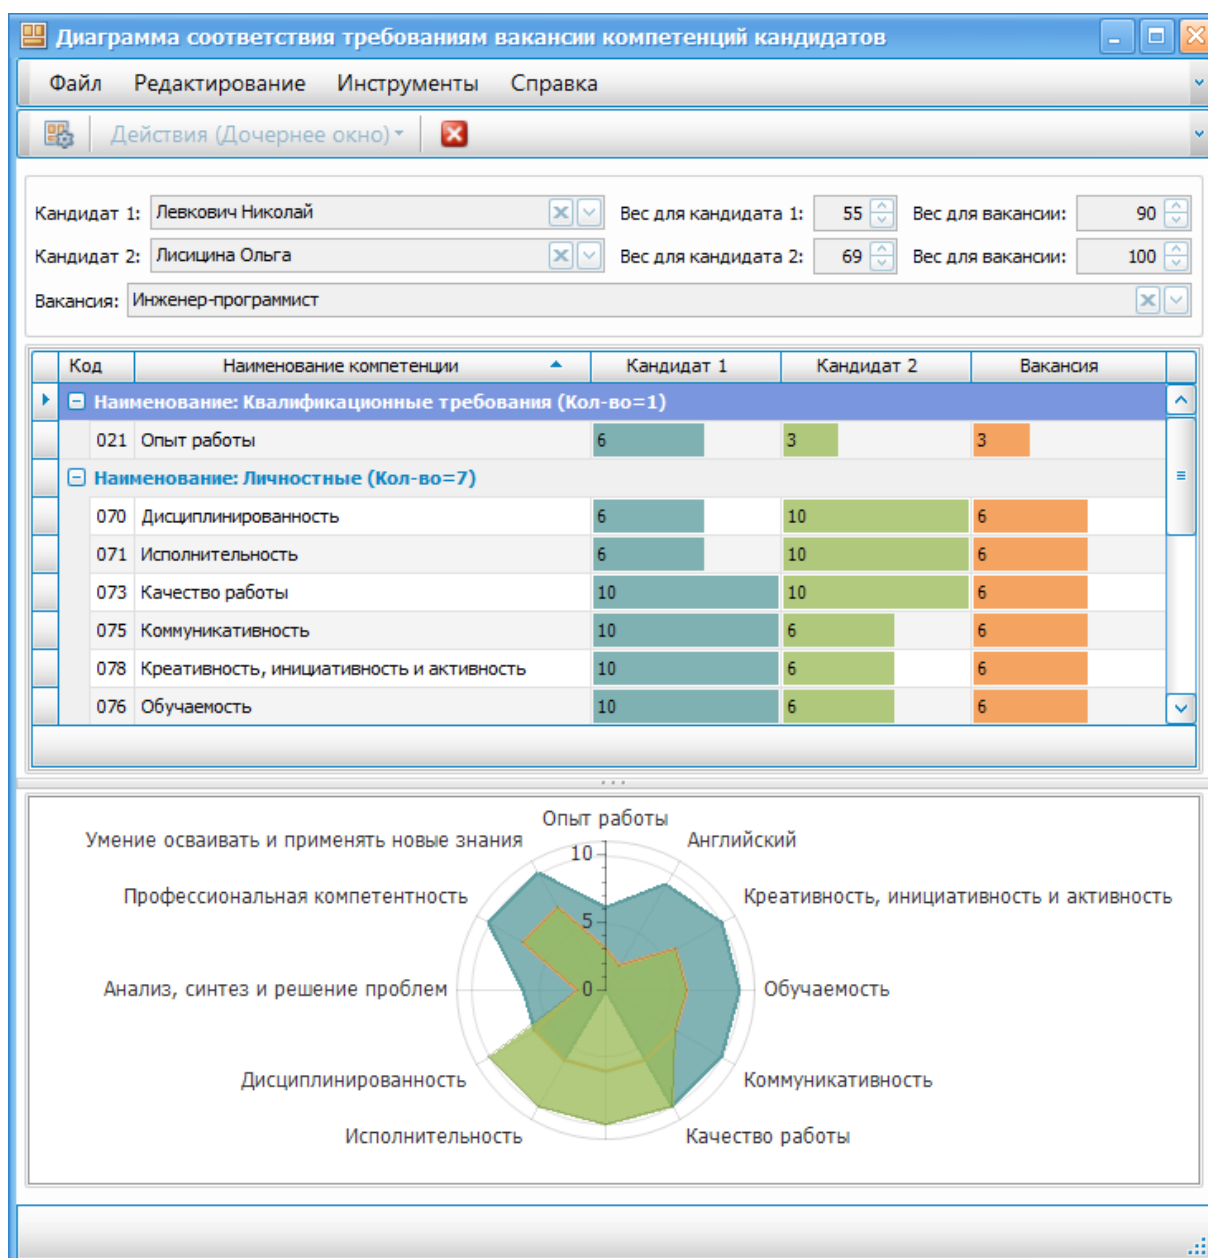 Диаграмма соответствия требованиям вакансии компетенций кандидатов
Файл Редактирование Инструменты Справка
Действия (Дочернее окно)
Кандидат 1: Левкович Николай Вес для кандидата 1: 55 Вес для вакансии: 90
Кандидат 2: Лисицина Ольга Вес для кандидата 2: 69 Вес для вакансии: 100
Вакансия: Инженер-программист
Код Наименование компетенции Кандидат 1 Кандидат 2 Вакансия
Наименование: Квалификационные требования (Кол-во=1)
021 Опыт работы 6 3 3
Наименование: Личностные (Кол-во=7)
070 Дисциплинированность 6 10 6
071 Исполнительность 6 10 6
073 Качество работы 10 10 6
075 Коммуникативность 10 6 6
078 Креативность, инициативность и активность 10 6 6
076 Обучаемость 10 6 6
Опыт работы
Умение осваивать и применять новые знания 10 Английский
Профессиональная компетентность Креативность, инициативность и активность
5
Анализ, синтез и решение проблем 0 Обучаемость
Дисциплинированность Коммуникативность
Исполнительность Качество работы